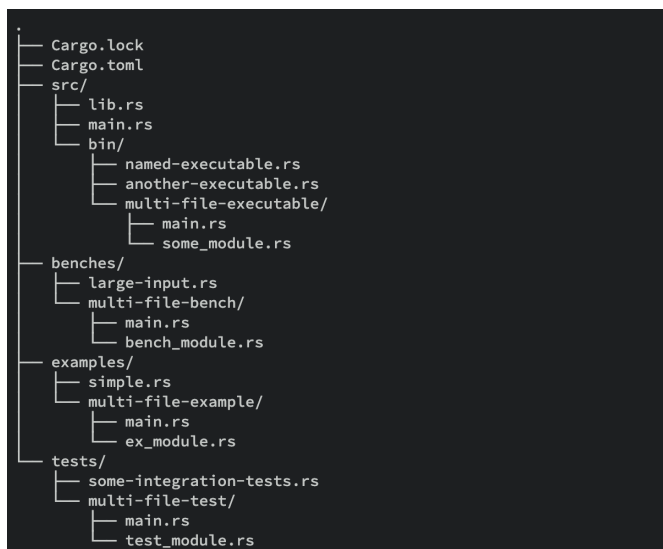 .
├── Cargo.lock
├── Cargo.toml
├── src/
│   ├── lib.rs
│   ├── main.rs
│   └── bin/
│       ├── named-executable.rs
│       ├── another-executable.rs
│       └── multi-file-executable/
│           ├── main.rs
│           └── some_module.rs
├── benches/
│   ├── large-input.rs
│   └── multi-file-bench/
│       ├── main.rs
│       └── bench_module.rs
├── examples/
│   ├── simple.rs
│   └── multi-file-example/
│       ├── main.rs
│       └── ex_module.rs
└── tests/
    ├── some-integration-tests.rs
    └── multi-file-test/
        ├── main.rs
        └── test_module.rs